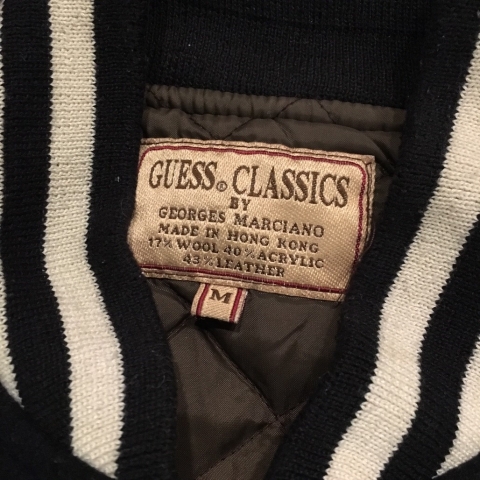 GUESS® CLASSICS
BY
GEORGES MARCIANO
MADE IN HONG KONG
17% WOOL 40% ACRYLIC
43% LEATHER
M